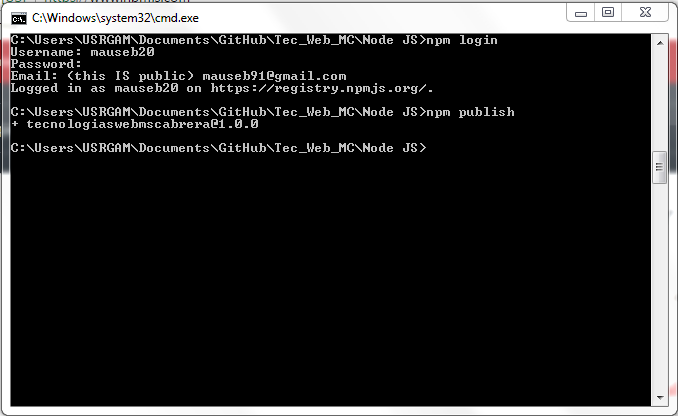 C:\Windows\system32\cmd.exe
C:\Users\USRGAM\Documents\GitHub\Tec_Web_MC\Node JS>npm login
Username: mauseb20
Password:
Email: (this IS public) mauseb91@gmail.com
Logged in as mauseb20 on https://registry.npmjs.org/.
C:\Users\USRGAM\Documents\GitHub\Tec_Web_MC\Node JS>npm publish
+ tecnologiaswebmscabrera@1.0.0
C:\Users\USRGAM\Documents\GitHub\Tec_Web_MC\Node JS>